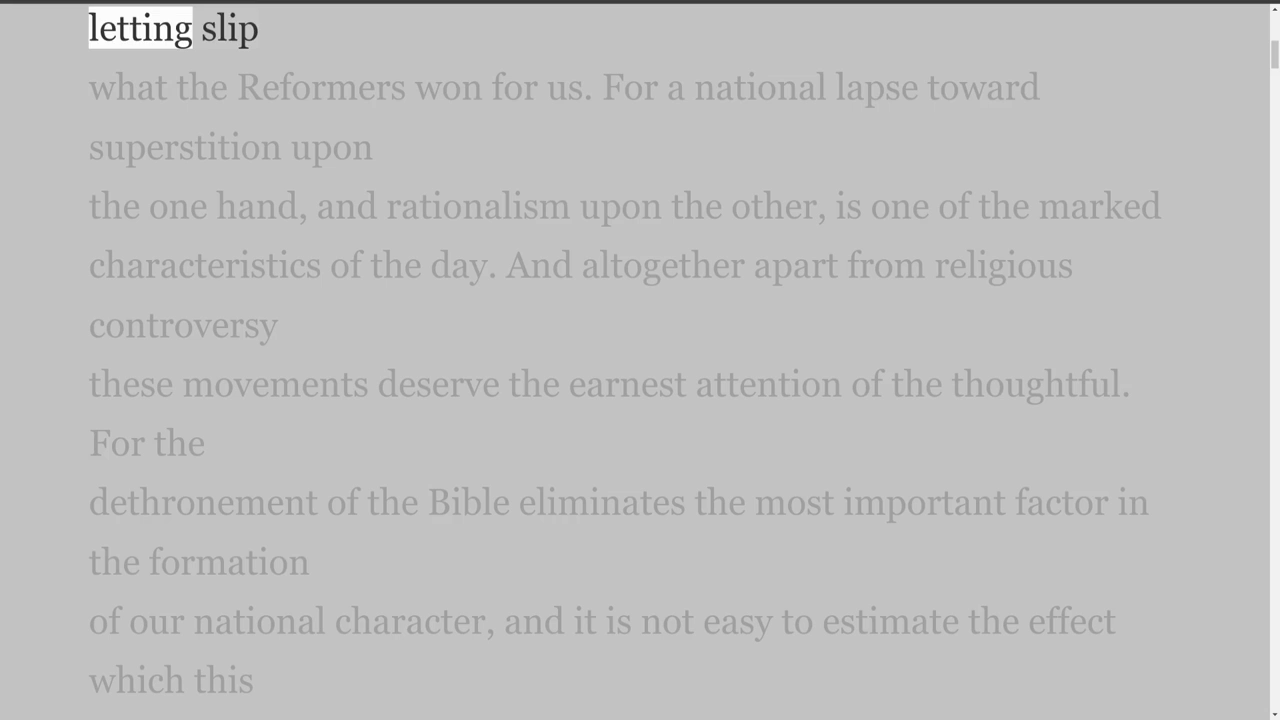 letting slip
what the Reformers won for us. For a national lapse toward
superstition upon
the one hand, and rationalism upon the other, is one of the marked
characteristics of the day. And altogether apart from religious
controversy
these movements deserve the earnest attention of the thoughtful.
For the
dethronement of the Bible eliminates the most important factor in
the formation
of our national character, and it is not easy to estimate the effect
which this